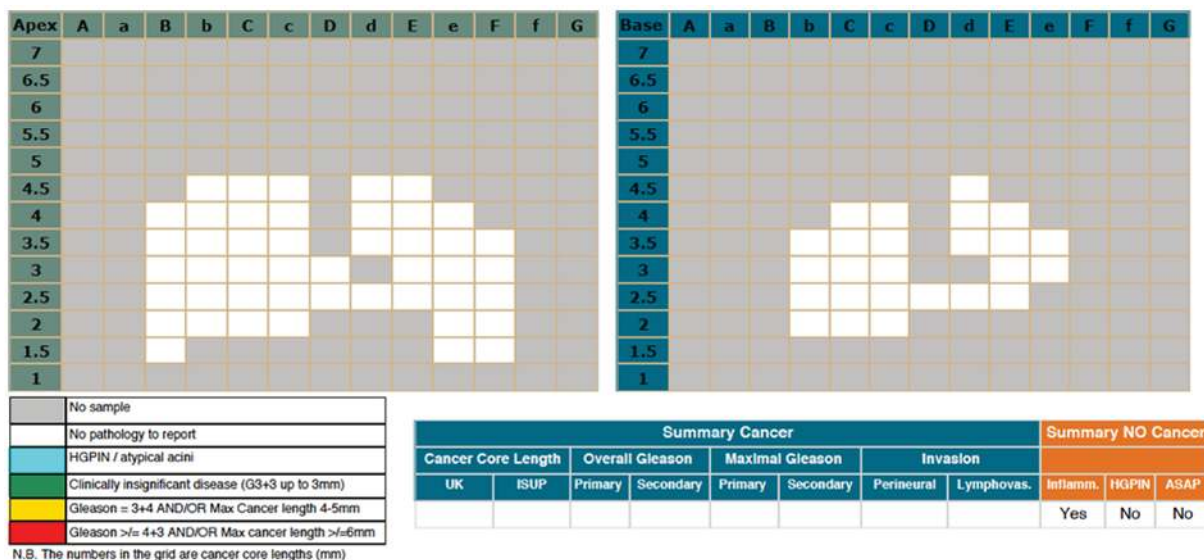 Apex A a B b C c D d E e F f G
7
6.5
6
5.5
5
4.5
4
3.5
3
2.5
2
1.5
1
Base A a B b C c D d E e F f G
7
6.5
6
5.5
5
4.5
4
3.5
3
2.5
2
1.5
1
No sample
No pathology to report
HGPIN / atypical acini
Clinically insignificant disease (G3+3 up to 3mm)
Gleason = 3+4 AND/OR Max Cancer length 4-5mm
Gleason >/= 4+3 AND/OR Max cancer length >/=6mm
N.B. The numbers in the grid are cancer core lengths (mm)
Summary Cancer Summary NO Cancer
Cancer Core Length Overall Gleason Maximal Gleason Invasion
UK ISUP Primary Secondary Primary Secondary Perineural Lymphovas. Inflamm. HGPIN ASAP
Yes No No